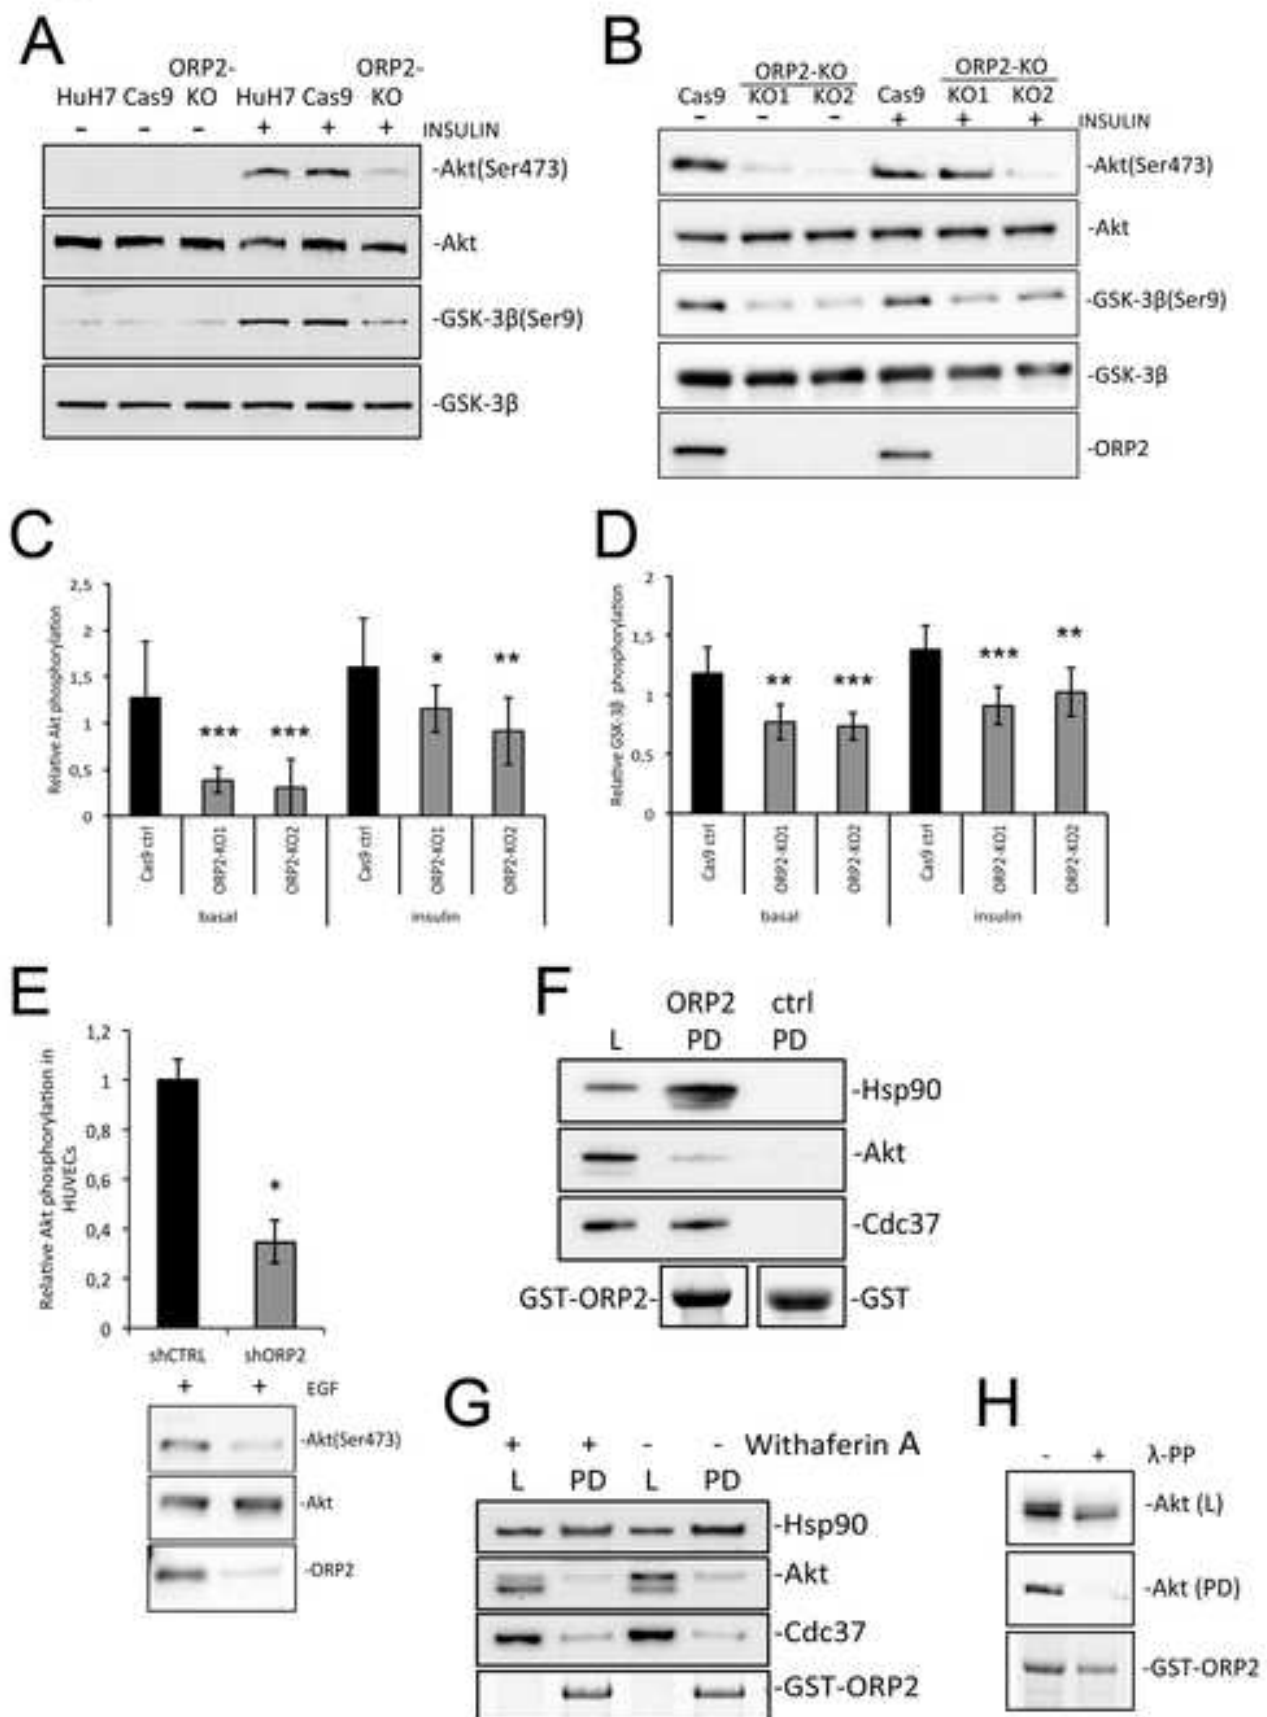 A
ORP2- ORP2-
HuH7 Cas9 KO HuH7 Cas9 KO
- - - + + + INSULIN
-Akt(Ser473)
-Akt
-GSK-3β(Ser9)
-GSK-3β
B
ORP2-KO ORP2-KO
Cas9 KO1 KO2 Cas9 KO1 KO2
- - - + + + INSULIN
-Akt(Ser473)
-Akt
-GSK-3β(Ser9)
-GSK-3β
-ORP2
C
Relative Akt phosphorylation
2,5
2
1,5
1
0,5
0
*** *** * **
Cas9 ctrl
ORP2-KO1
ORP2-KO2
Cas9 ctrl
ORP2-KO1
ORP2-KO2
basal insulin
D
Relative GSK-3β phosphorylation
2
1,5
1
0,5
0
** *** *** **
Cas9 ctrl
ORP2-KO1
ORP2-KO2
Cas9 ctrl
ORP2-KO1
ORP2-KO2
basal insulin
E
Relative Akt phosphorylation in
HUVECs
1,2
1
0,8
0,6
0,4
0,2
0
*
shCTRL shORP2
+ + EGF
-Akt(Ser473)
-Akt
-ORP2
F
ORP2 ctrl
L PD PD
-Hsp90
-Akt
-Cdc37
GST-ORP2- -GST
G
+ + - - Withaferin A
L PD L PD
-Hsp90
-Akt
-Cdc37
-GST-ORP2
H
- + λ-PP
-Akt (L)
-Akt (PD)
-GST-ORP2